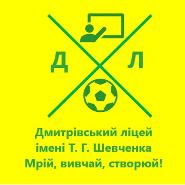 Д Л
Дмитрівський ліцей
імені Т. Г. Шевченка
Мрій, вивчай, створюй!